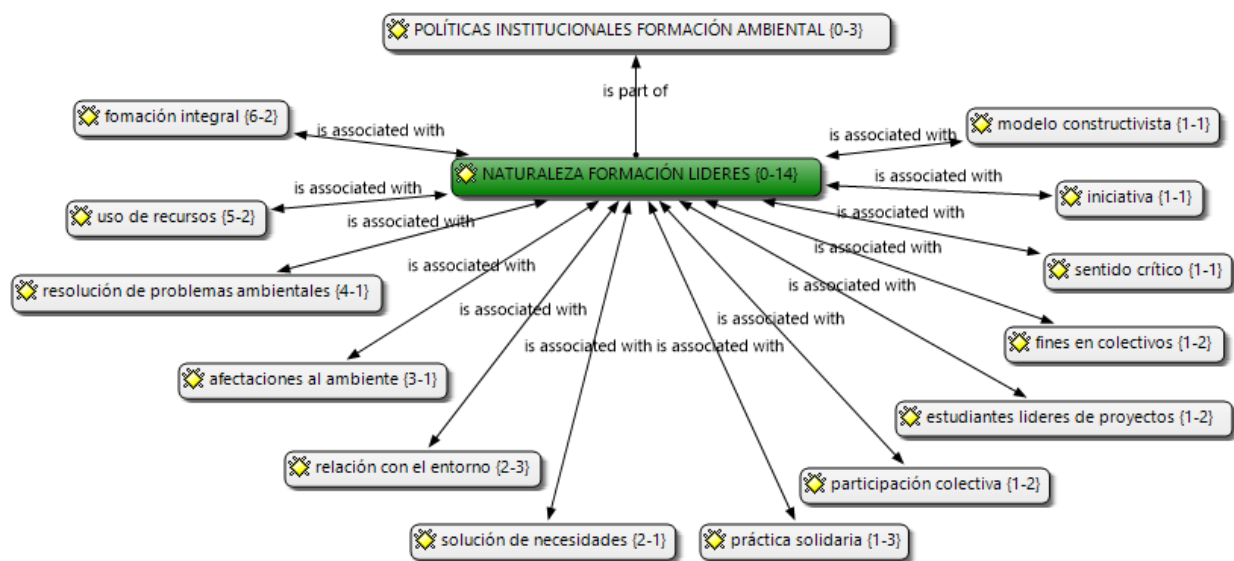 POLÍTICAS INSTITUCIONALES FORMACIÓN AMBIENTAL {0-3}
is part of
fomación integral {6-2}
is associated with
is associated with
modelo constructivista {1-1}
NATURALEZA FORMACIÓN LIDERES {0-14}
is associated with
is associated with
iniciativa {1-1}
uso de recursos {5-2}
is associated with
is associated with
sentido crítico {1-1}
is associated with
is associated with
resolución de problemas ambientales {4-1}
is associated with
is associated with
fines en colectivos {1-2}
is associated with is associated with
afectaciones al ambiente {3-1}
estudiantes lideres de proyectos {1-2}
relación con el entorno {2-3}
participación colectiva {1-2}
solución de necesidades {2-1}
práctica solidaria {1-3}